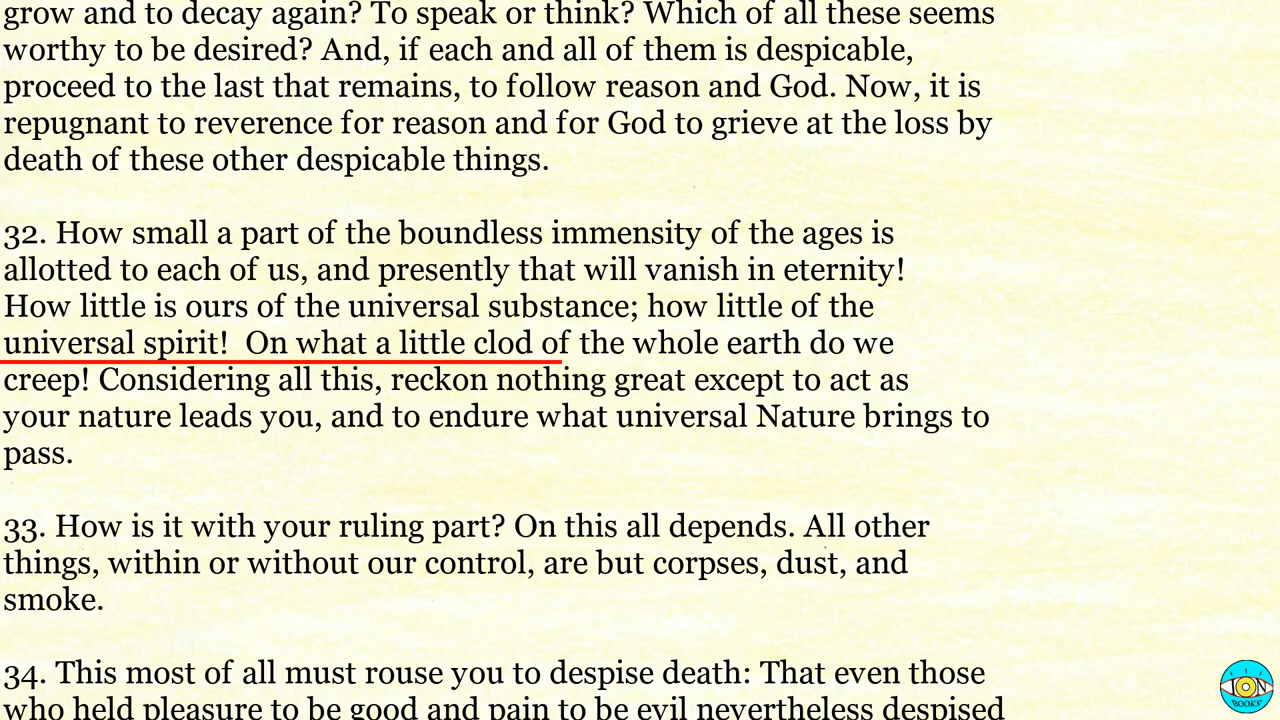 grow and to decay again? To speak or think? Which of all these seems
worthy to be desired? And, if each and all of them is despicable,
proceed to the last that remains, to follow reason and God. Now, it is
repugnant to reverence for reason and for God to grieve at the loss by
death of these other despicable things.
32. How small a part of the boundless immensity of the ages is
allotted to each of us, and presently that will vanish in eternity!
How little is ours of the universal substance; how little of the
universal spirit!  On what a little clod of the whole earth do we
creep! Considering all this, reckon nothing great except to act as
your nature leads you, and to endure what universal Nature brings to
pass.
33. How is it with your ruling part? On this all depends. All other
things, within or without our control, are but corpses, dust, and
smoke.
34. This most of all must rouse you to despise death: That even those
who held pleasure to be good and pain to be evil nevertheless despised
ION
BOOKS